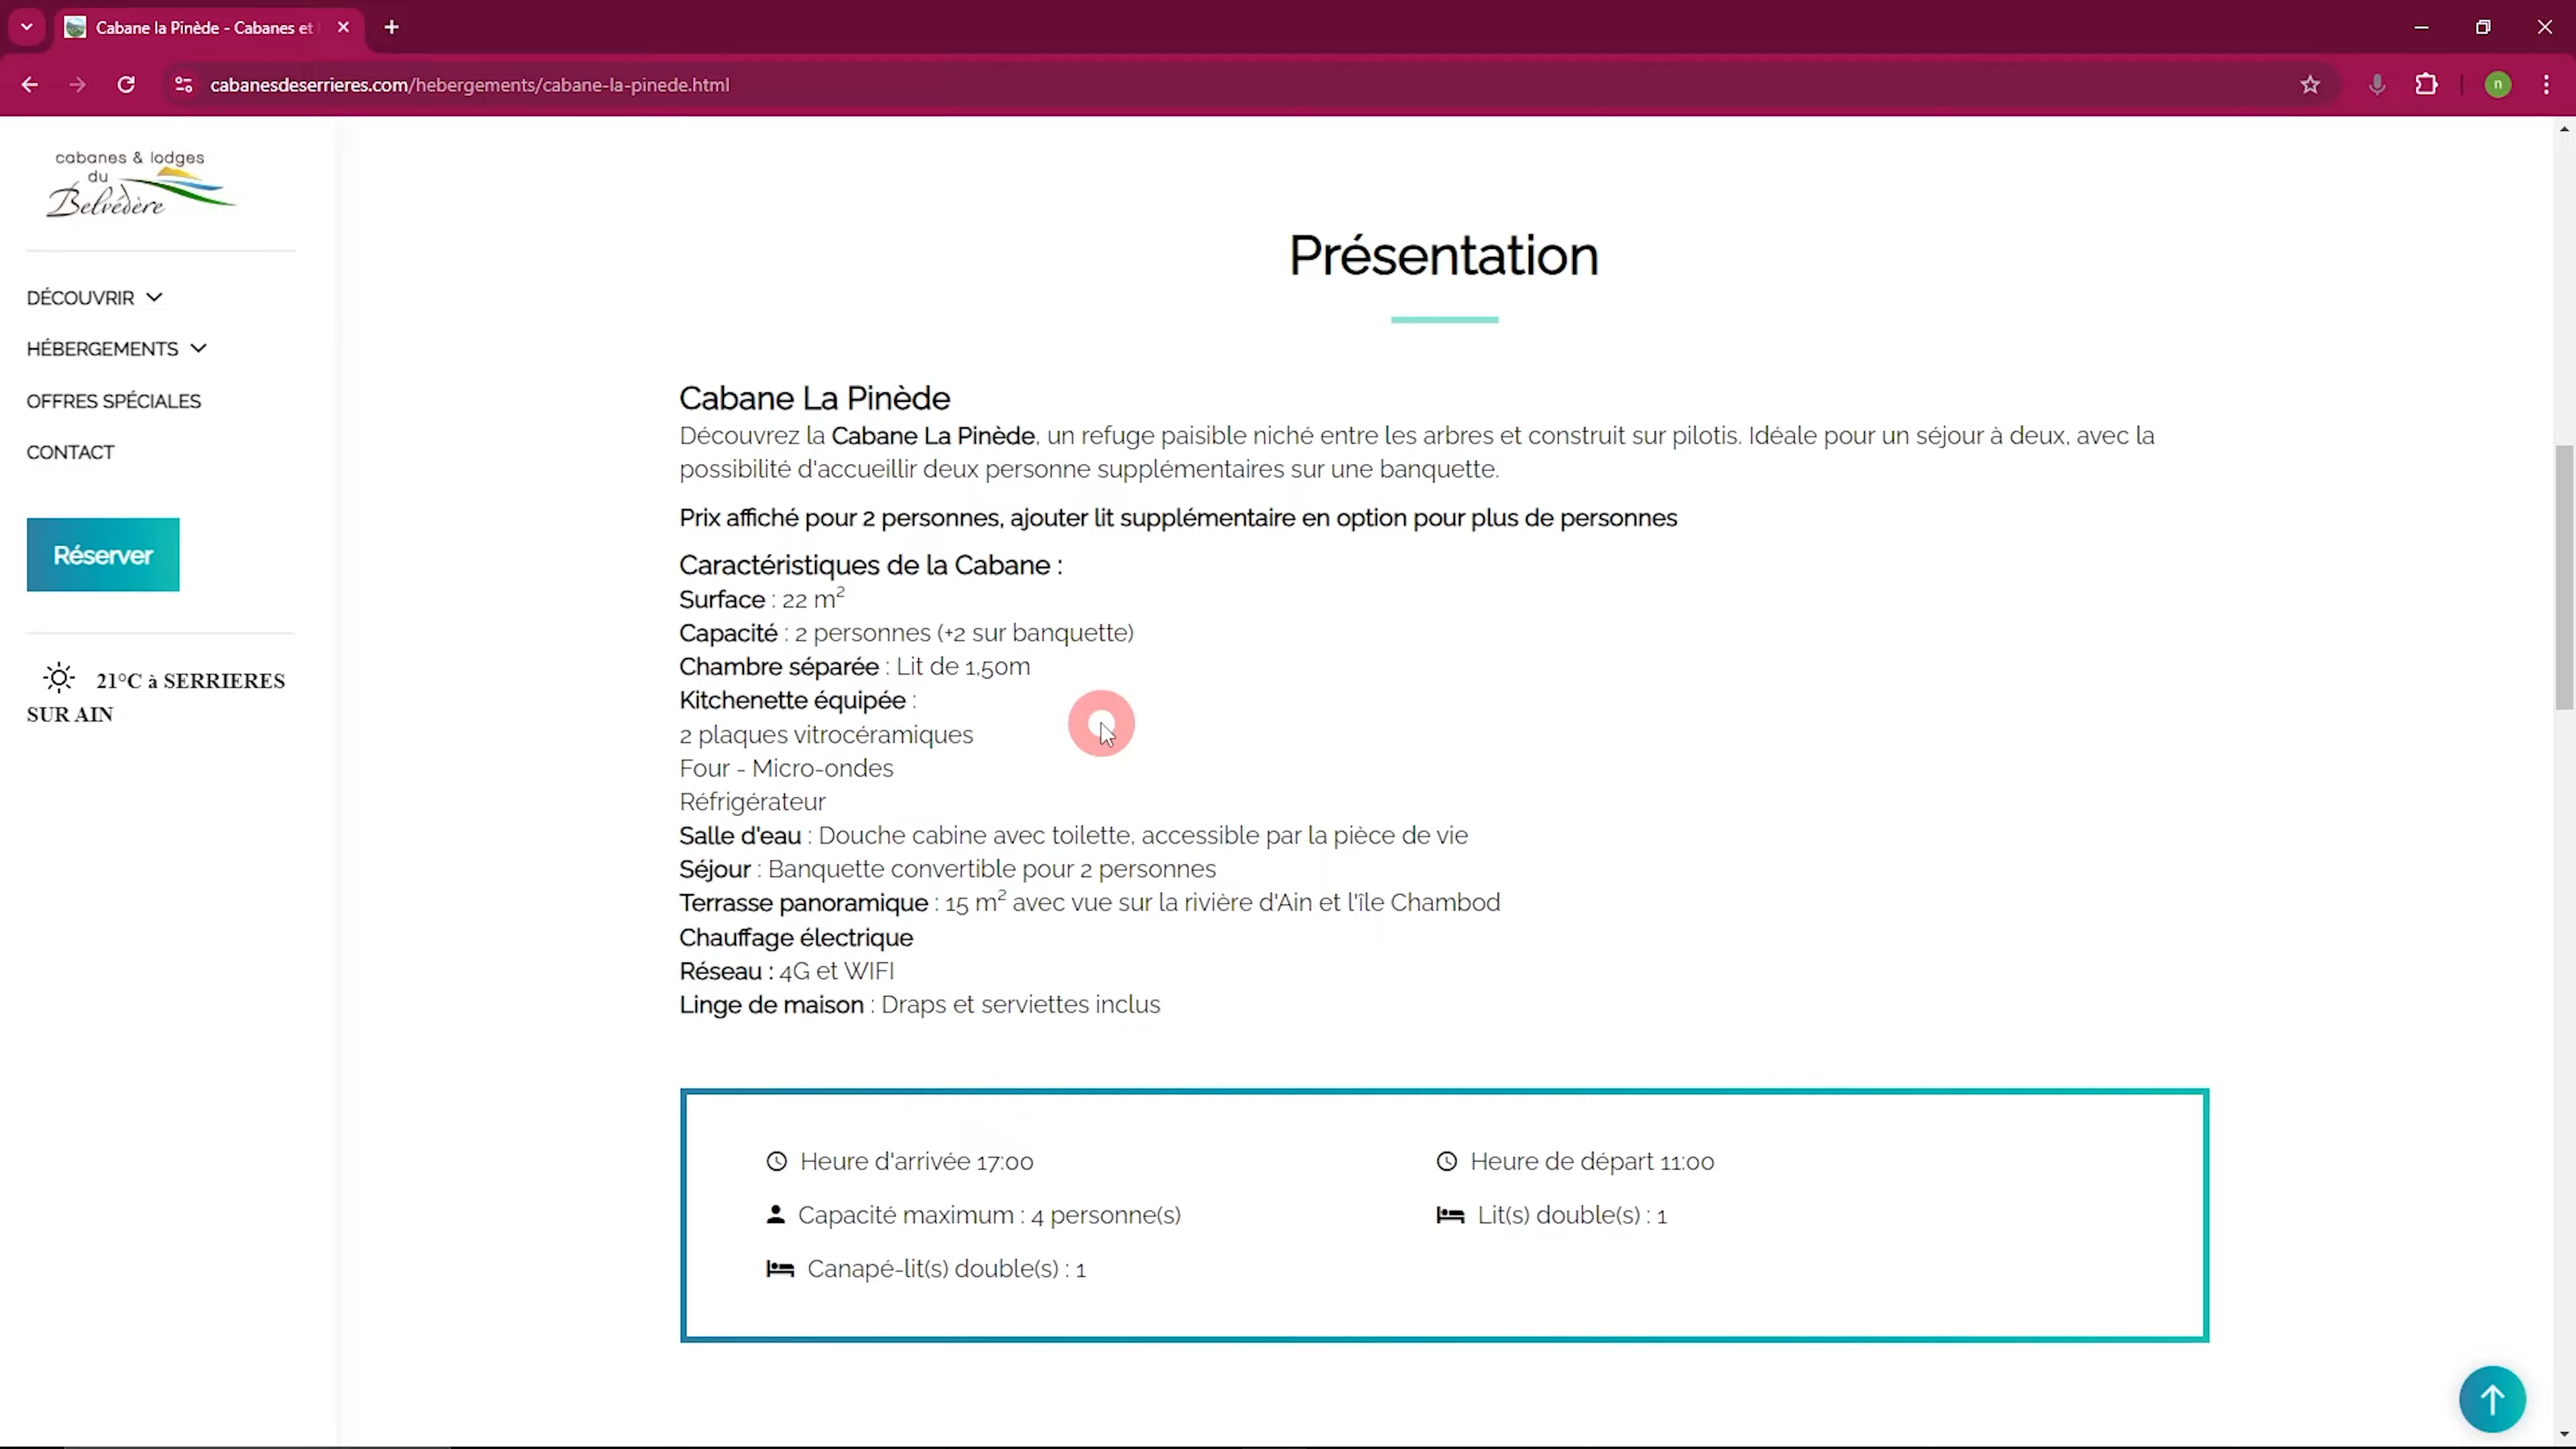 Cabane la Pinède - Cabanes et
cabanesdeserrieres.com/hebergements/cabane-la-pinede.html
n
cabanes & lodges
du
Belvédère
DÉCOUVRIR
HÉBERGEMENTS
OFFRES SPÉCIALES
CONTACT
Réserver
21°C à SERRIERES
SUR AIN
Présentation
Cabane La Pinède
Découvrez la Cabane La Pinède, un refuge paisible niché entre les arbres et construit sur pilotis. Idéale pour un séjour à deux, avec la
possibilité d'accueillir deux personne supplémentaires sur une banquette.
Prix affiché pour 2 personnes, ajouter lit supplémentaire en option pour plus de personnes
Caractéristiques de la Cabane :
Surface : 22 m²
Capacité : 2 personnes (+2 sur banquette)
Chambre séparée : Lit de 1,50m
Kitchenette équipée :
2 plaques vitrocéramiques
Four - Micro-ondes
Réfrigérateur
Salle d'eau : Douche cabine avec toilette, accessible par la pièce de vie
Séjour : Banquette convertible pour 2 personnes
Terrasse panoramique : 15 m² avec vue sur la rivière d'Ain et l'île Chambod
Chauffage électrique
Réseau : 4G et WIFI
Linge de maison : Draps et serviettes inclus
Heure d'arrivée 17:00
Heure de départ 11:00
Capacité maximum : 4 personne(s)
Lit(s) double(s) : 1
Canapé-lit(s) double(s) : 1